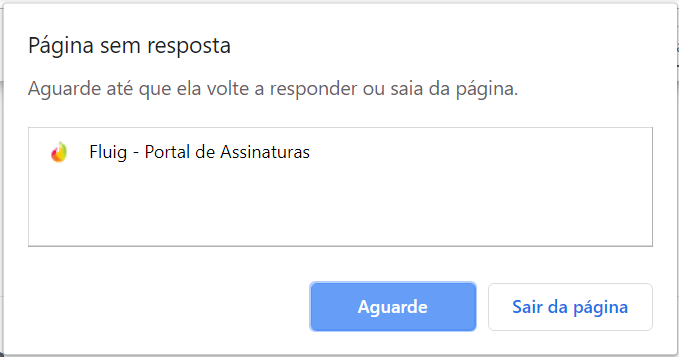 Página sem resposta
Aguarde até que ela volte a responder ou saia da página.
Fluig - Portal de Assinaturas
Aguarde
Sair da página